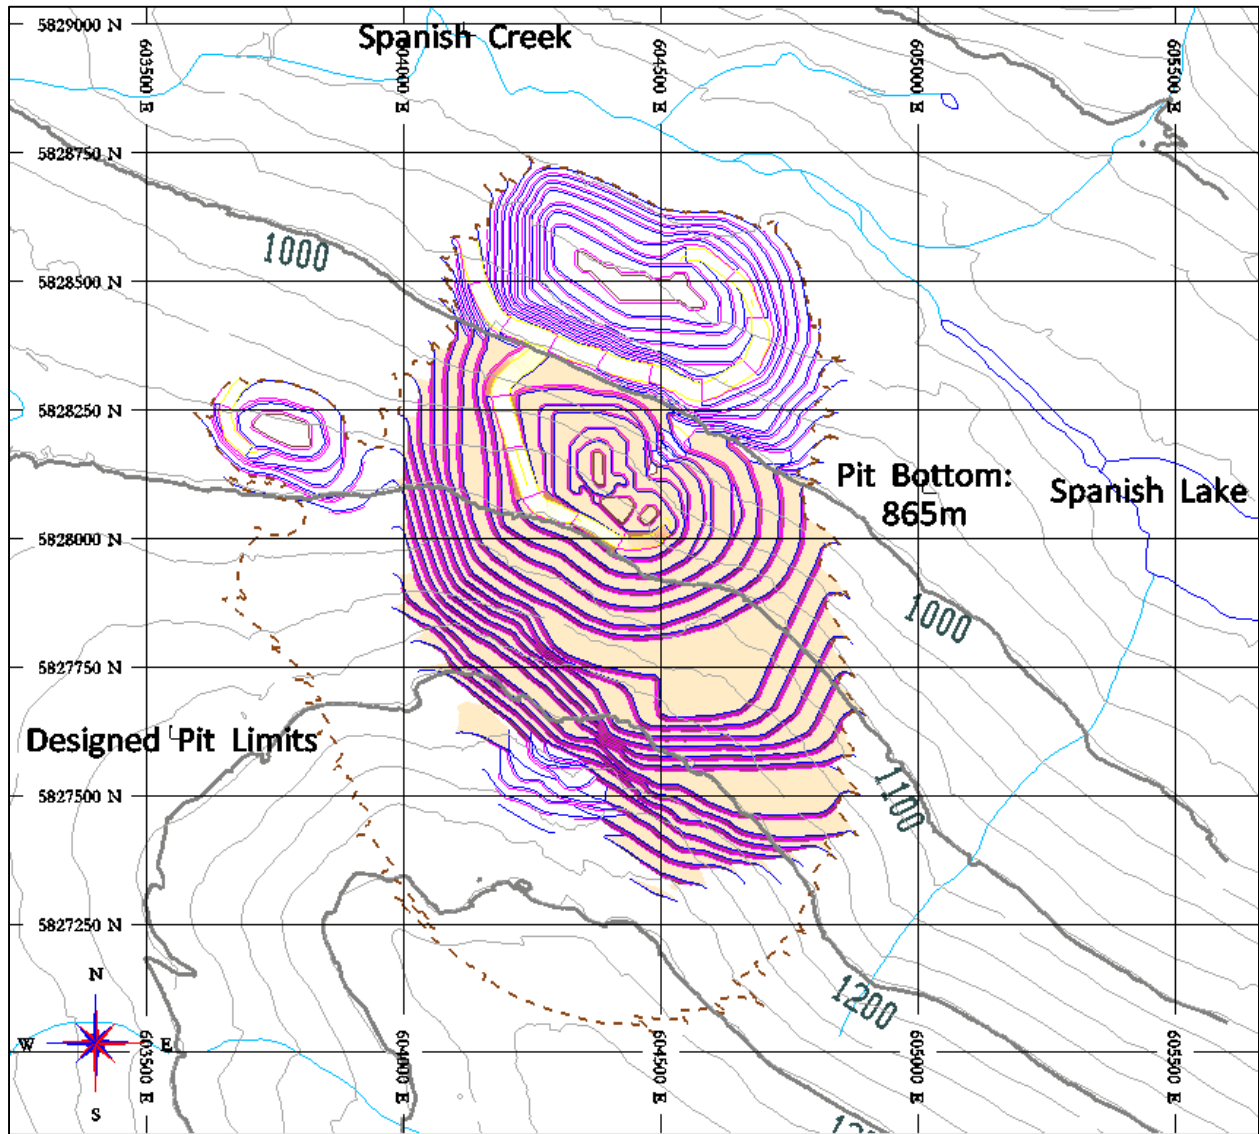 5829000 N
Spanish Creek
603500 E
604000 E
604500 E
605000 E
605500 E
5828750 N
1000
5828500 N
5828250 N
Pit Bottom:
865m
Spanish Lake
5828000 N
1000
5827750 N
Designed Pit Limits
1100
5827500 N
5827250 N
N
1200
W
E
S
603500 E
604000 E
604500 E
605000 E
605500 E